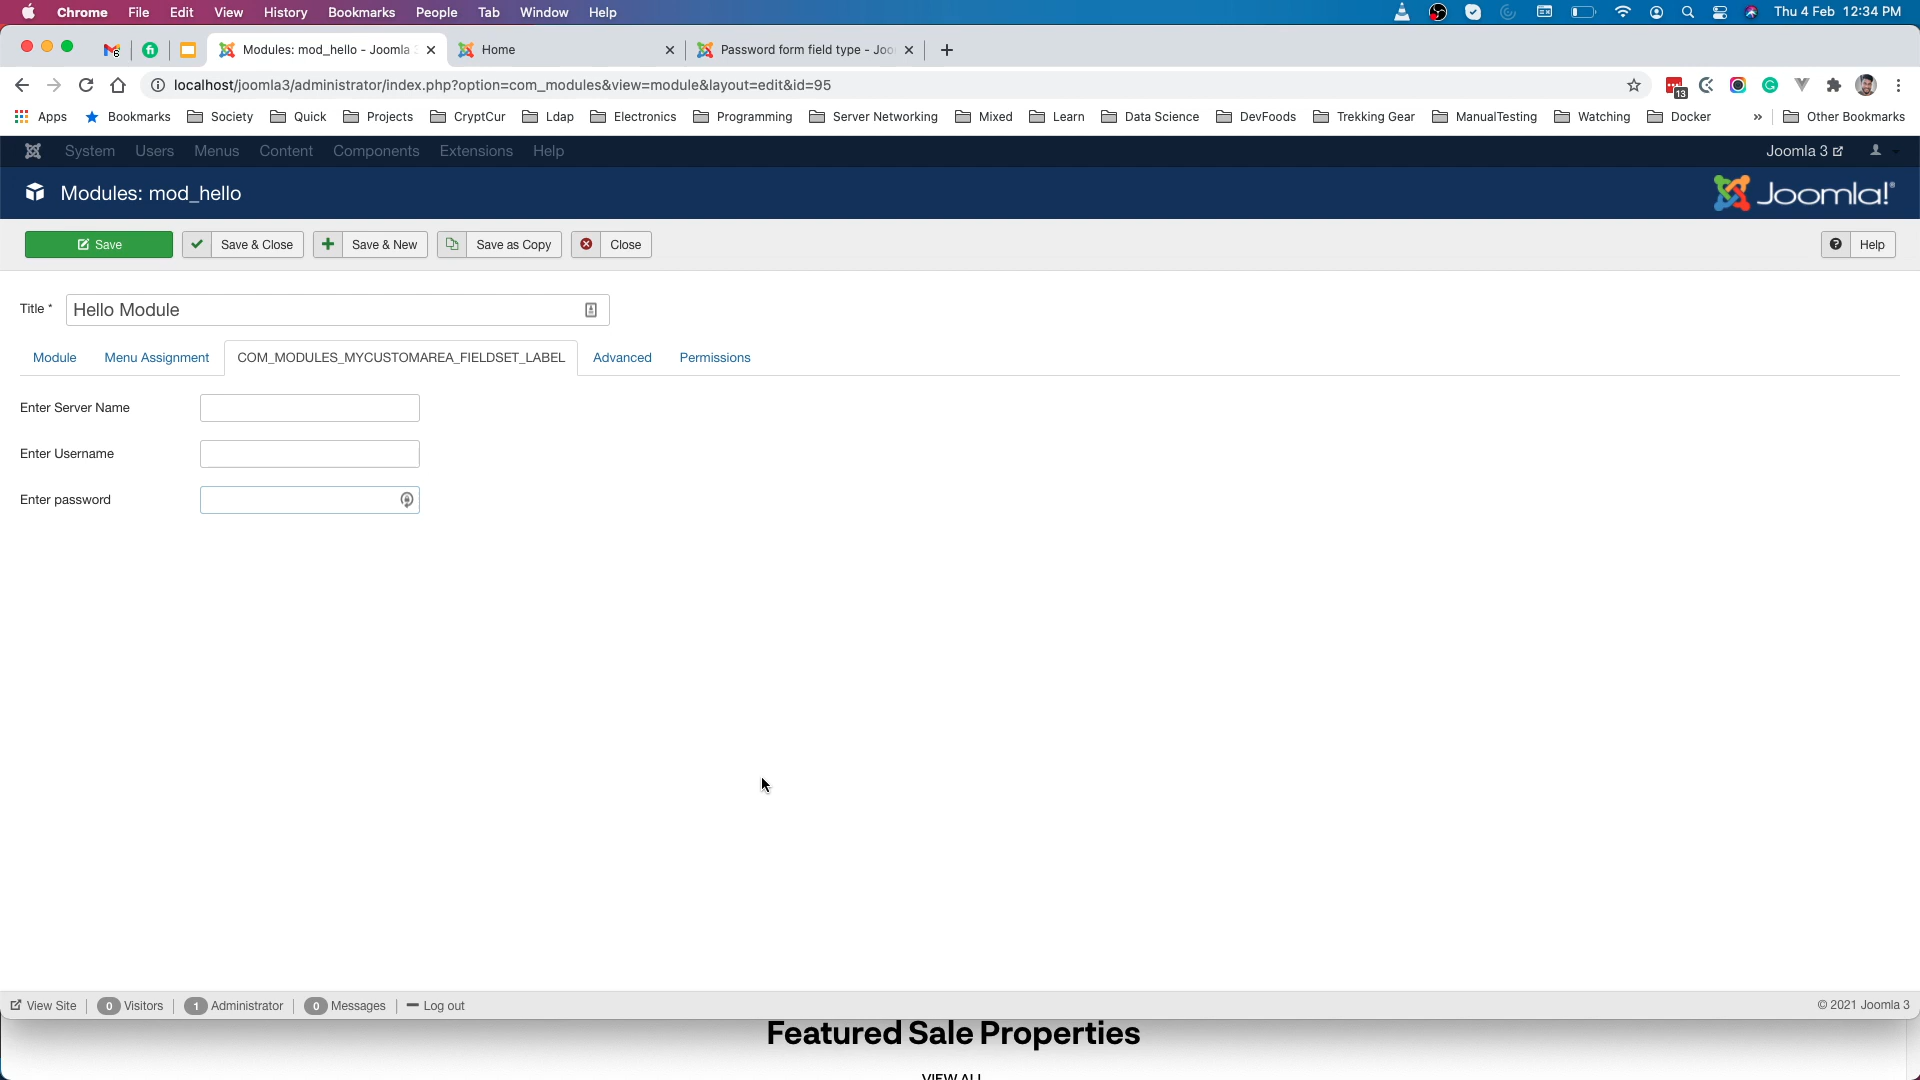 Chrome File Edit View History Bookmarks People Tab Window Help Thu 4 Feb 12:34 PM
Modules: mod_hello - Joomla Home Password form field type - Joo
localhost/joomla3/administrator/index.php?option=com_modules&view=module&layout=edit&id=95 13
Apps Bookmarks Society Quick Projects CryptCur Ldap Electronics Programming Server Networking Mixed Learn Data Science DevFoods Trekking Gear ManualTesting Watching Docker » Other Bookmarks
System Users Menus Content Components Extensions Help Joomla 3
Modules: mod_hello Joomla!®
Save Save & Close Save & New Save as Copy Close Help
Title * Hello Module
Module Menu Assignment COM_MODULES_MYCUSTOMAREA_FIELDSET_LABEL Advanced Permissions
Enter Server Name
Enter Username
Enter password
View Site 0 Visitors 1 Administrator 0 Messages Log out © 2021 Joomla 3
Featured Sale Properties
VIEW ALL